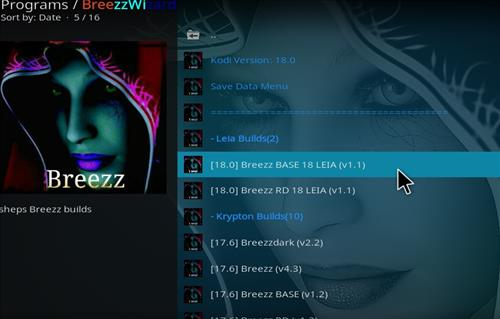 Programs / BreezzWizard
Sort by: Date · 5 / 16
..
Kodi Version: 18.0
Save Data Menu
- Leia Builds(2)
[18.0] Breezz BASE 18 LEIA (v1.1)
Breezz
[18.0] Breezz RD 18 LEIA (v1.1)
sheps Breezz builds
- Krypton Builds(10)
[17.6] Breezzdark (v2.2)
[17.6] Breezz (v4.3)
[17.6] Breezz BASE (v1.2)